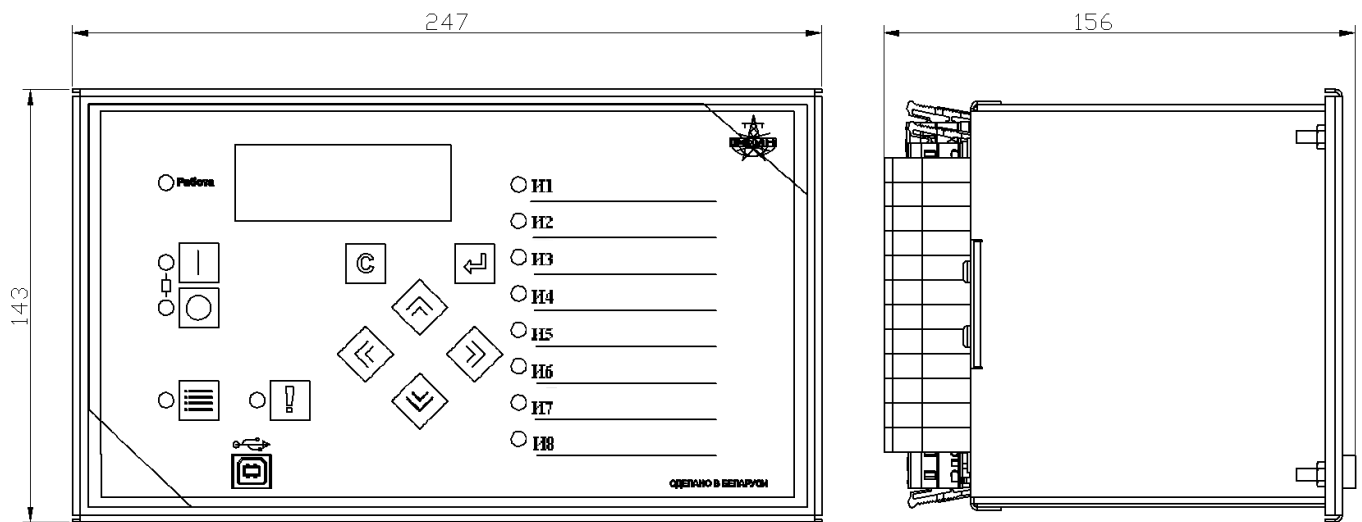 247
156
143
Работа
И1
И2
И3
C
И4
И5
И6
И7
И8
СДЕЛАНО В БЕЛАРУСИ